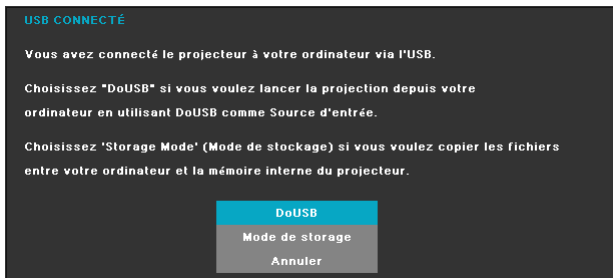 USB CONNECTÉ
Vous avez connecté le projecteur à votre ordinateur via l'USB.
Choisissez "DoUSB" si vous voulez lancer la projection depuis votre
ordinateur en utilisant DoUSB comme Source d'entrée.
Choisissez 'Storage Mode' (Mode de stockage) si vous voulez copier les fichiers
entre votre ordinateur et la mémoire interne du projecteur.
DoUSB
Mode de storage
Annuler